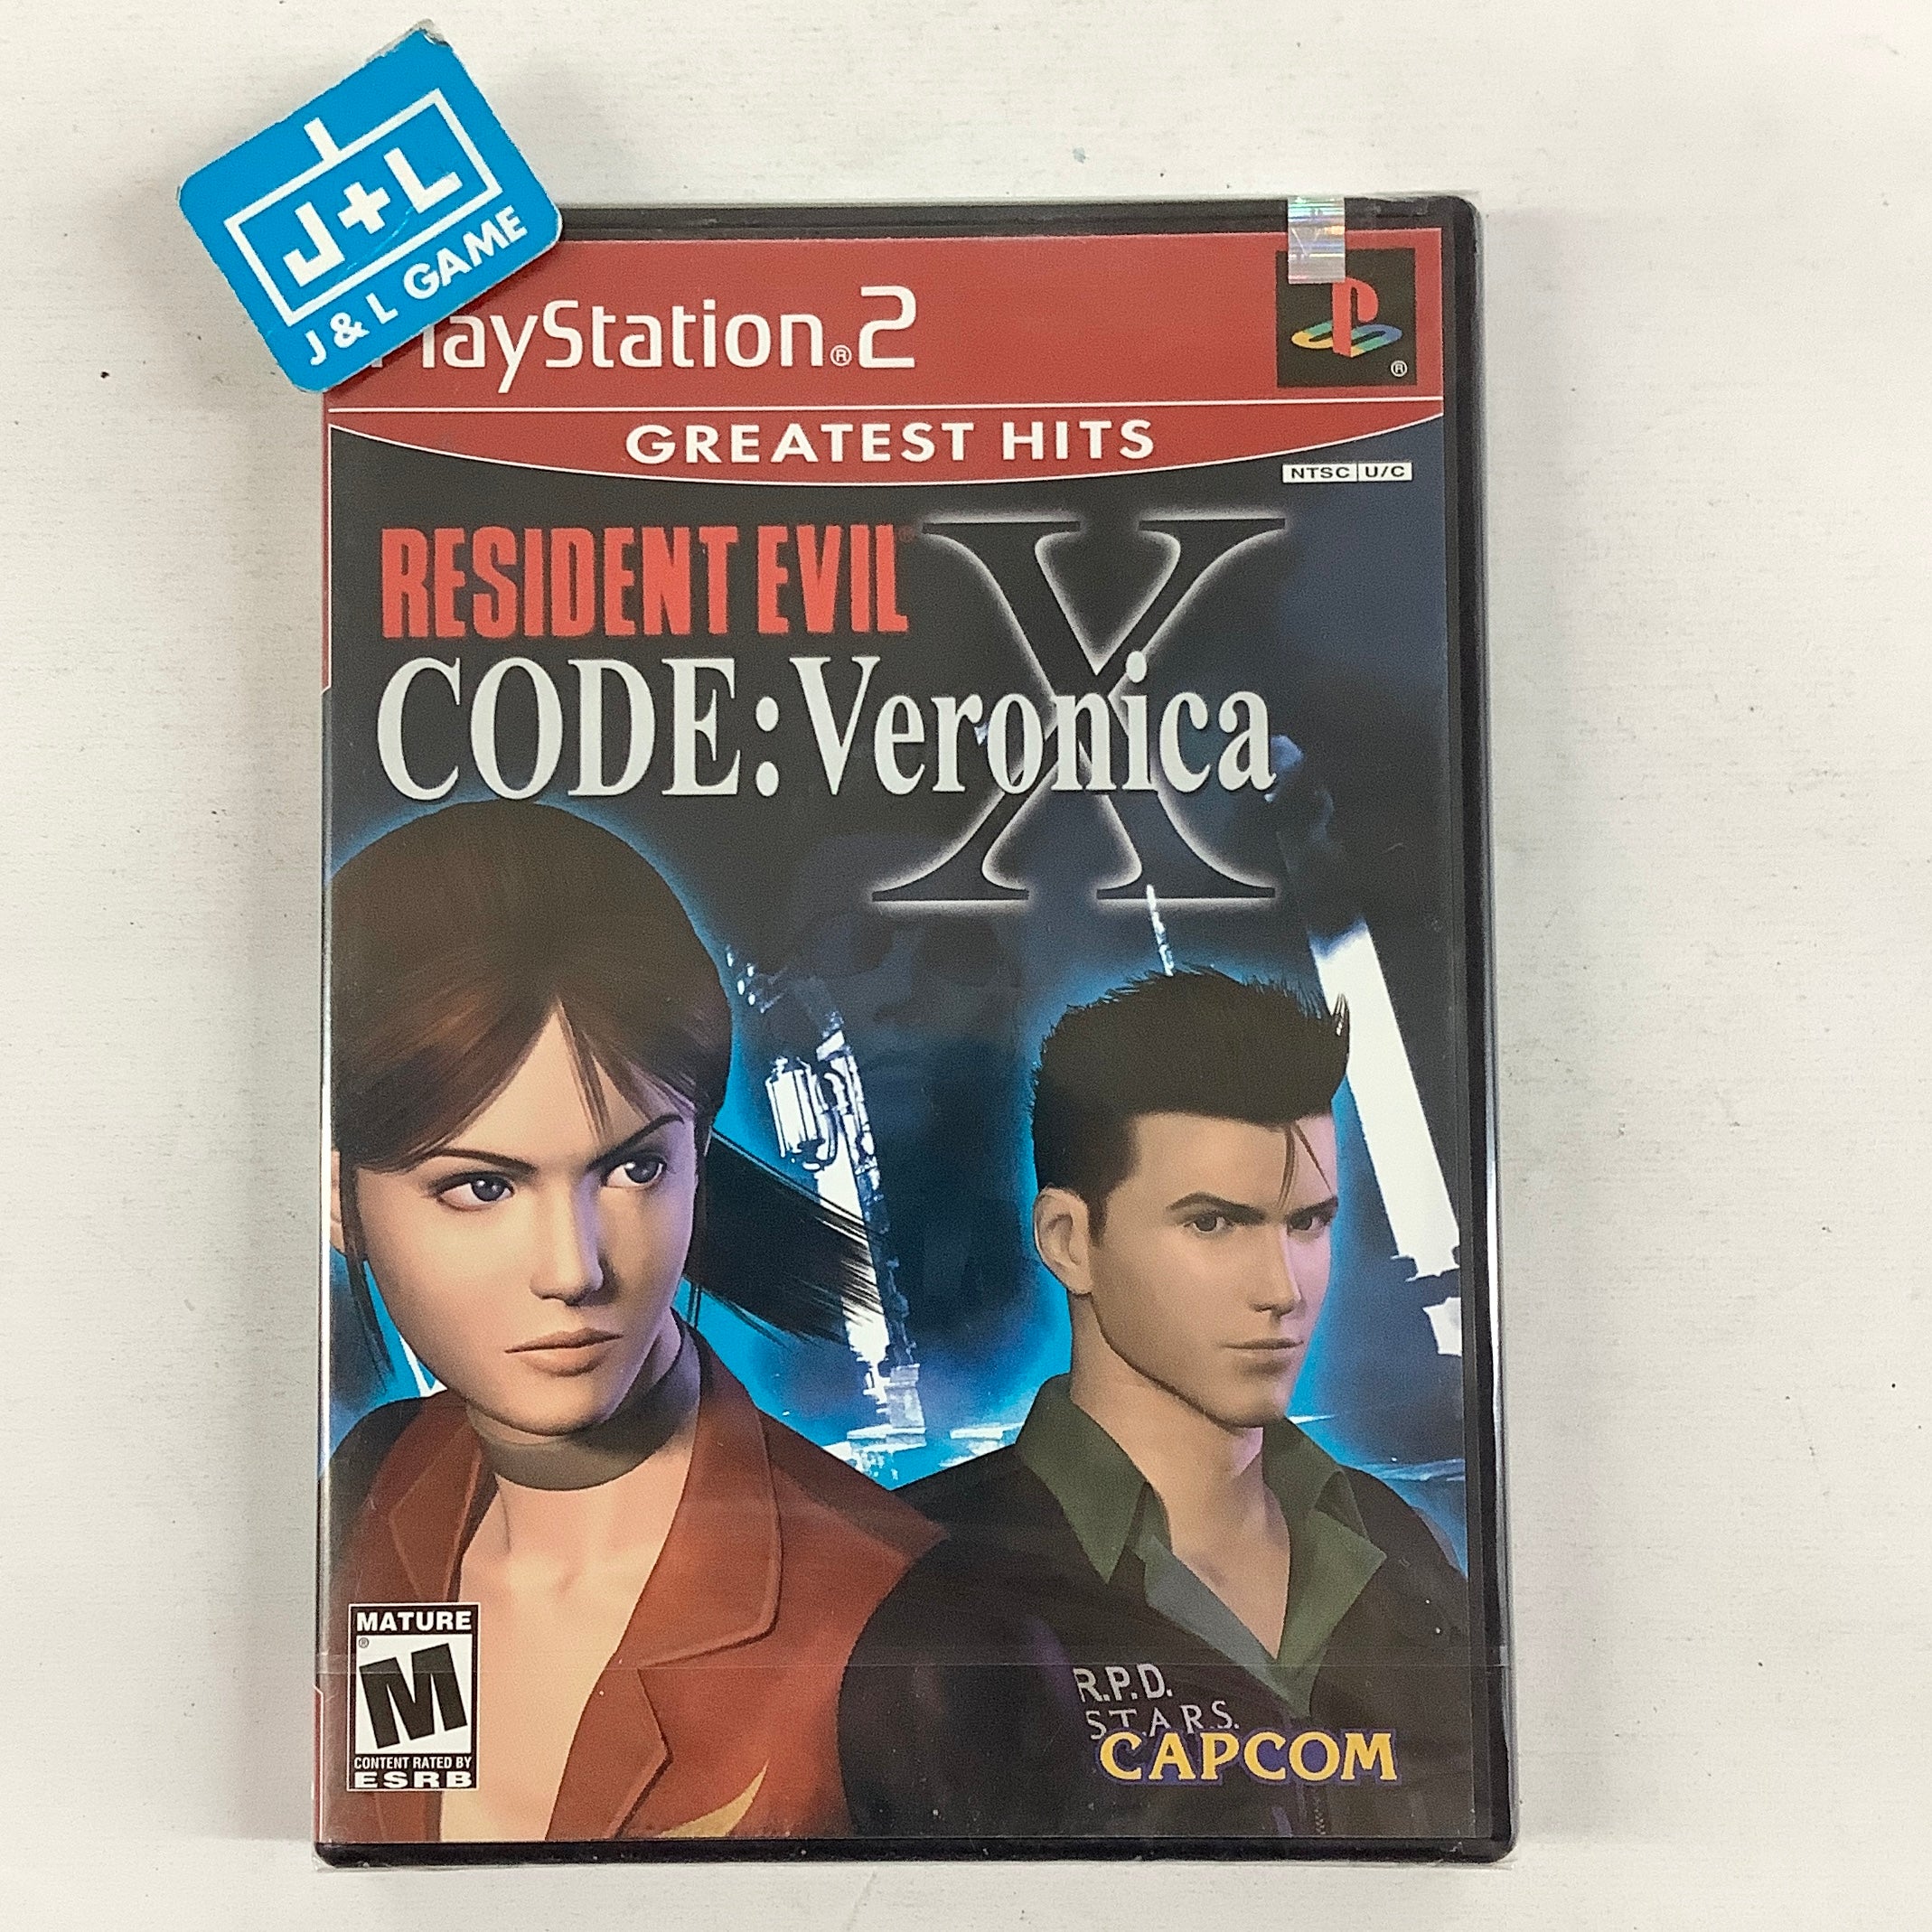 J+L
J & L GAME
PlayStation®2
®
GREATEST HITS
NTSC U/C
RESIDENT EVIL®
X
CODE:Veronica
MATURE
®
M
CONTENT RATED BY
ESRB
R.P.D.
S.T.A.R.S.
CAPCOM